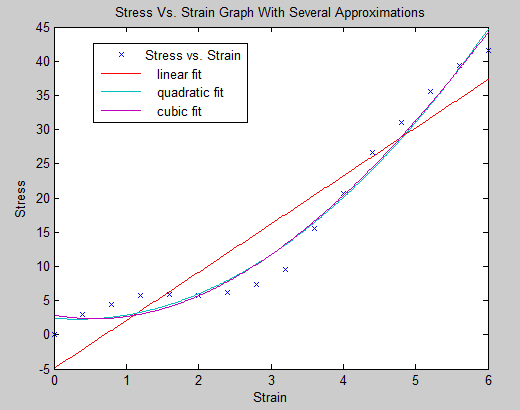 Stress Vs. Strain Graph With Several Approximations
45
40
35
30
25
20
15
10
5
0
-5
Stress
Stress vs. Strain
linear fit
quadratic fit
cubic fit
0 1 2 3 4 5 6
Strain